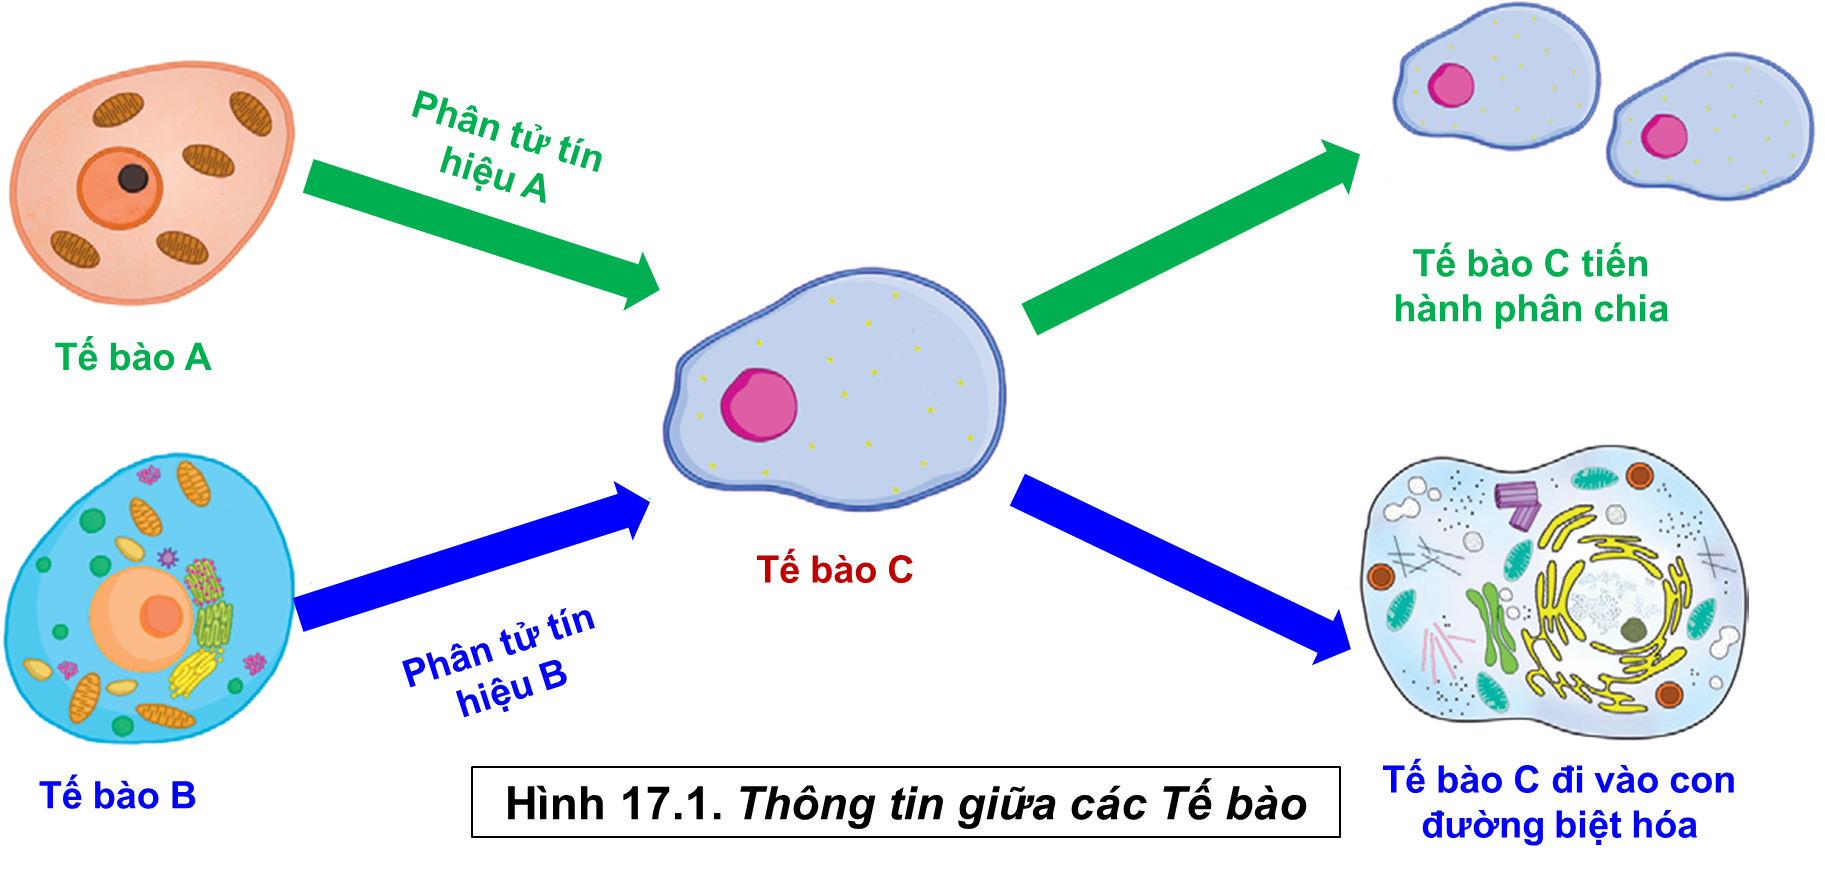 Phân tử tín
hiệu A
Tế bào A
Tế bào C tiến
hành phân chia
Tế bào C
Phân tử tín
hiệu B
Tế bào B
Tế bào C đi vào con
đường biệt hóa
Hình 17.1. Thông tin giữa các Tế bào